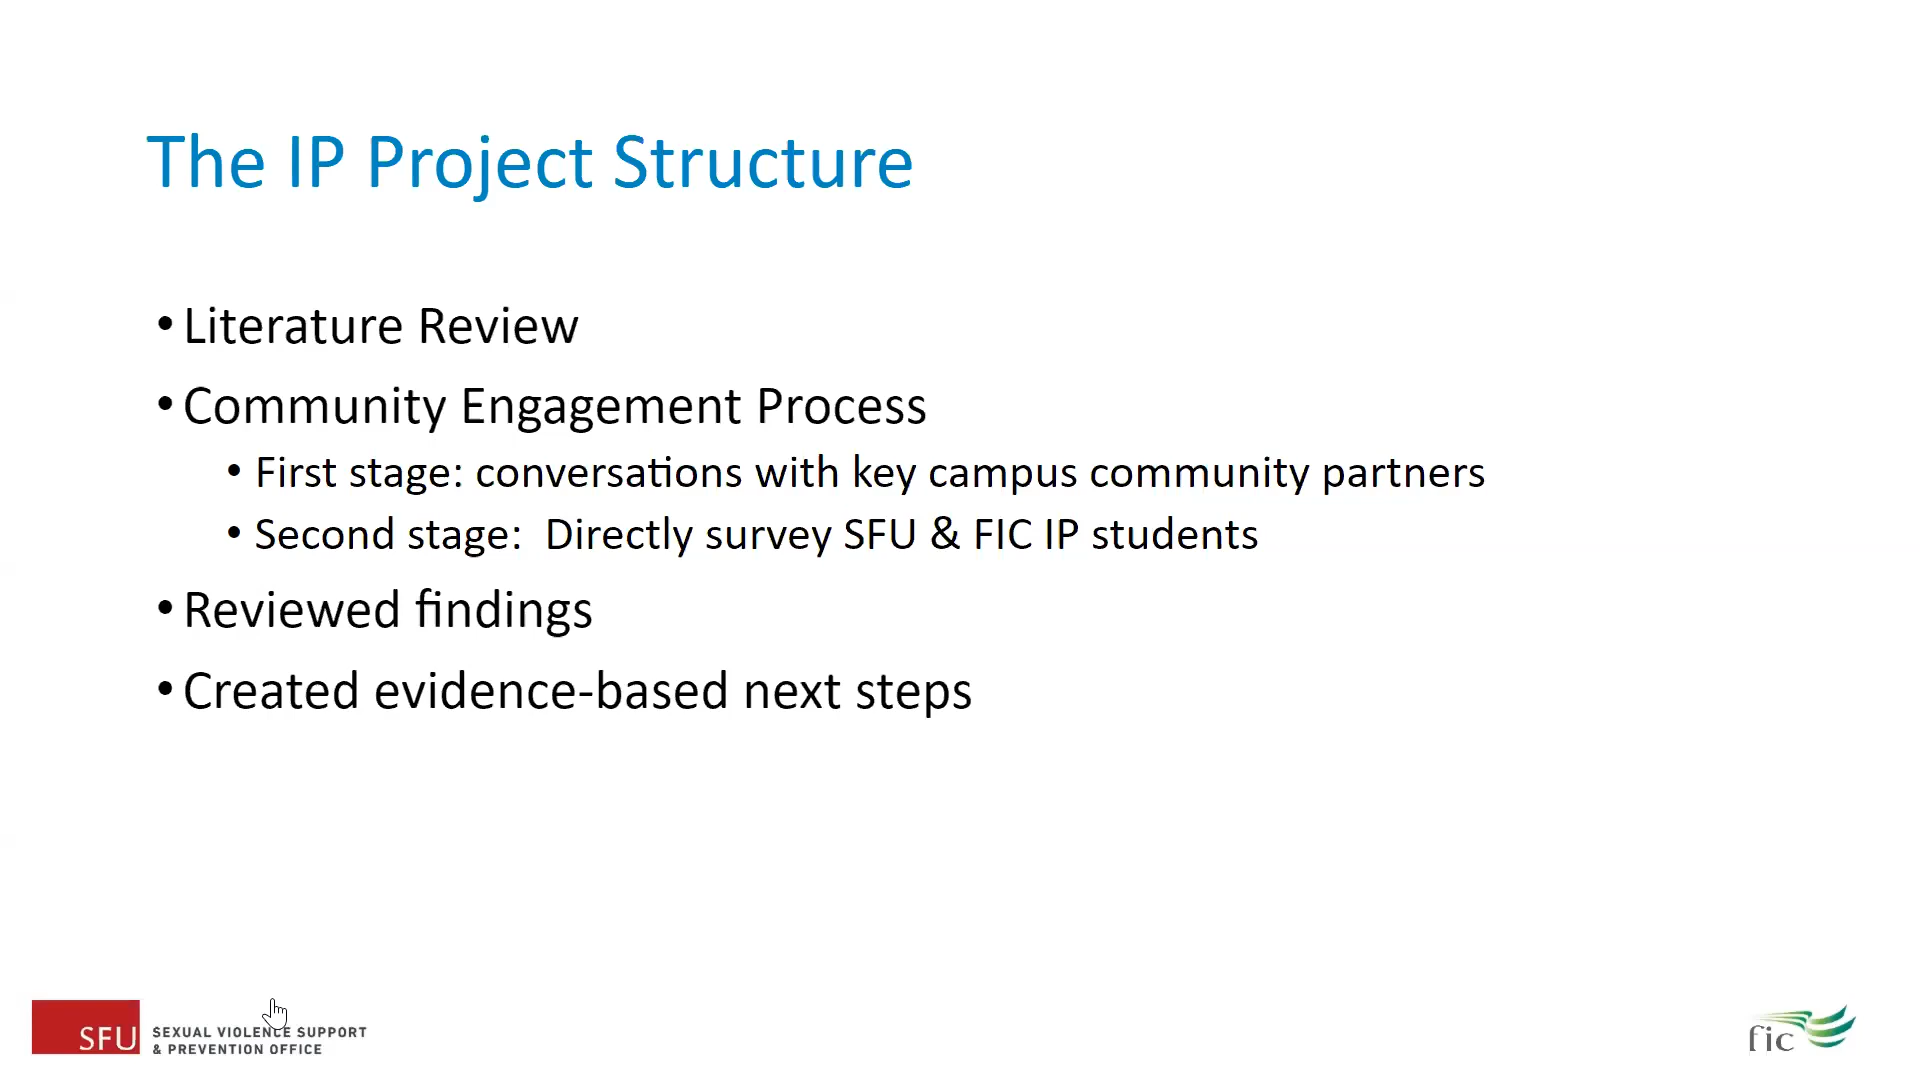 The IP Project Structure
• Literature Review
• Community Engagement Process
• First stage: conversations with key campus community partners
• Second stage:  Directly survey SFU & FIC IP students
• Reviewed findings
• Created evidence-based next steps
SFU
SEXUAL VIOLENCE SUPPORT
& PREVENTION OFFICE
fic